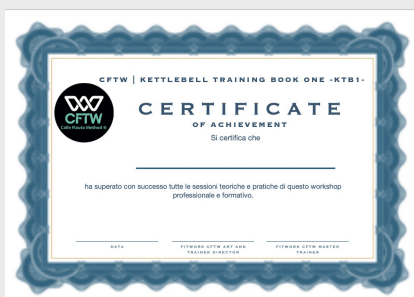 CFTW | KETTLEBELL TRAINING BOOK ONE -KTB1-
CFTW
Calle Flauta Method ®
CERTIFICATE
OF ACHIEVEMENT
Si certifica che
ha superato con successo tutte le sessioni teoriche e pratiche di questo workshop
professionale e formativo.
DATA
FITWORK CFTW ART AND
TRAINER DIRECTOR
FITWORK CFTW MASTER
TRAINER